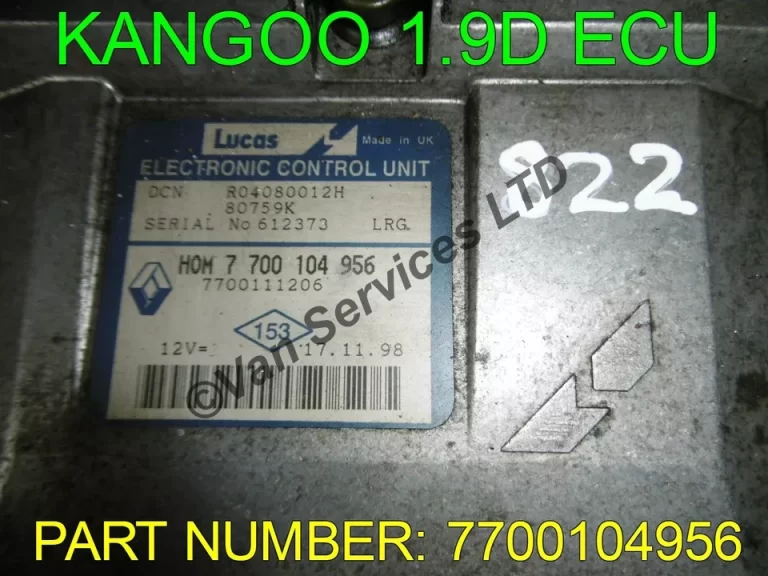 KANGOO 1.9D ECU
Lucas
Made in UK
ELECTRONIC CONTROL UNIT
DCN R04080012H
80759K
SERIAL No 612373 LRG.
HOM 7 700 104 956
7700111206
153
12V= 17.11.98
822
©Van Services LTD
PART NUMBER: 7700104956